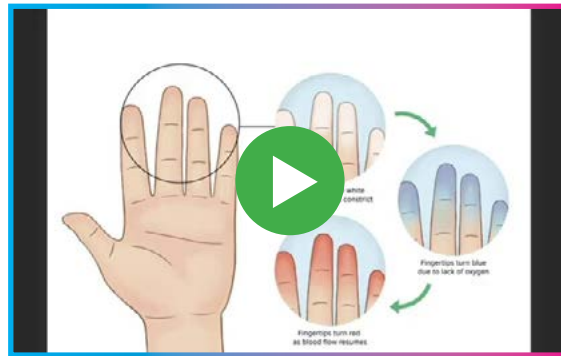 white
constrict
Fingertips turn blue
due to lack of oxygen
Fingertips turn red
as blood flow resumes